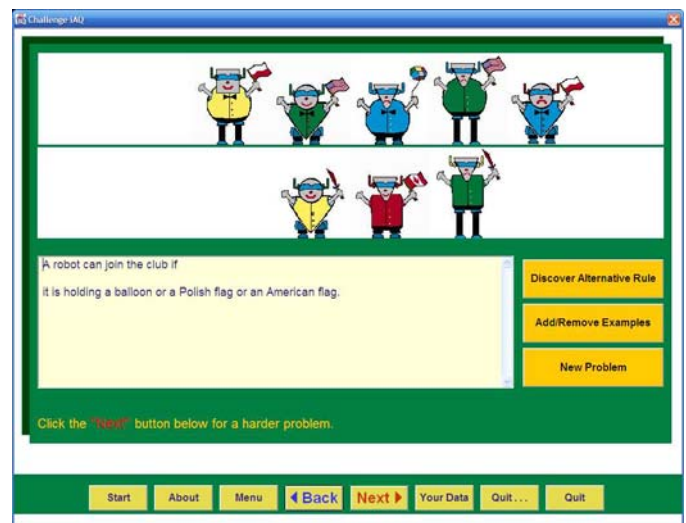 Challenge iAQ
A robot can join the club if
it is holding a balloon or a Polish flag or an American flag.
Discover Alternative Rule
Add/Remove Examples
New Problem
Click the "Next" button below for a harder problem.
Start
About
Menu
Back
Next
Your Data
Quit . . .
Quit